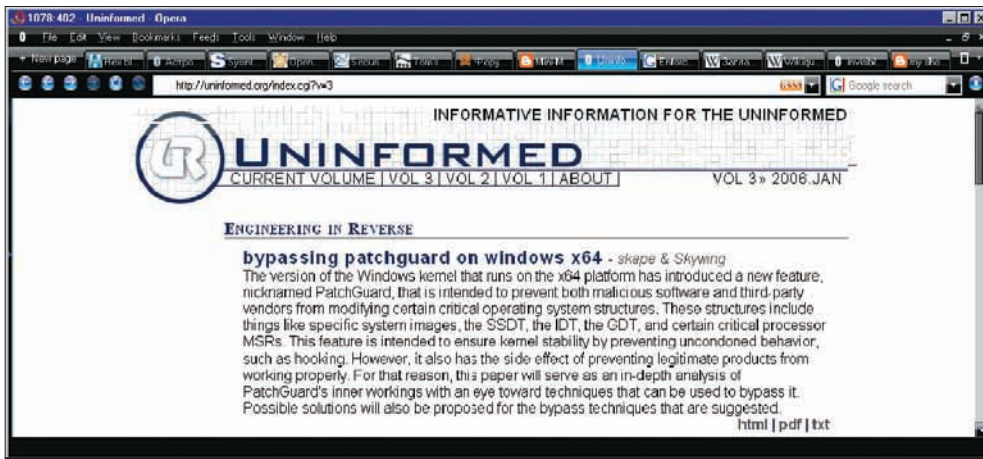 1078:402 - Uninformed - Opera
File Edit View Bookmarks Feeds Tools Window Help
New page
http://uninformed.org/index.cgi?v=3
Google search
INFORMATIVE INFORMATION FOR THE UNINFORMED
UNINFORMED
CURRENT VOLUME | VOL 3 | VOL 2 | VOL 1 | ABOUT |
VOL 3» 2006.JAN
ENGINEERING IN REVERSE
bypassing patchguard on windows x64 - skape & Skywing
The version of the Windows kernel that runs on the x64 platform has introduced a new feature,
nicknamed PatchGuard, that is intended to prevent both malicious software and third-party
vendors from modifying certain critical operating system structures. These structures include
things like specific system images, the SSDT, the IDT, the GDT, and certain critical processor
MSRs. This feature is intended to ensure kernel stability by preventing uncondoned behavior,
such as hooking. However, it also has the side effect of preventing legitimate products from
working properly. For that reason, this paper will serve as an in-depth analysis of
PatchGuard's inner workings with an eye toward techniques that can be used to bypass it.
Possible solutions will also be proposed for the bypass techniques that are suggested.
html | pdf | txt